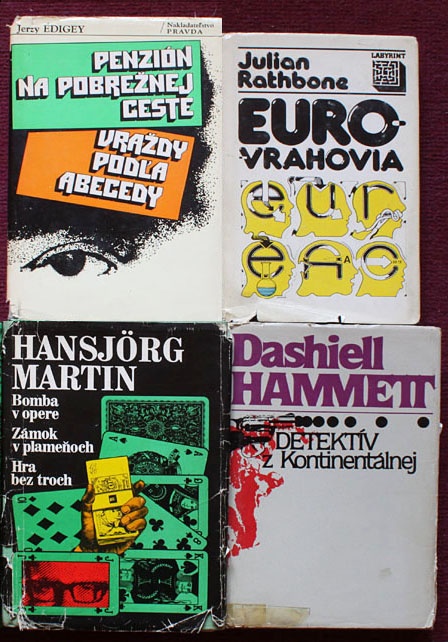 Jerzy EDIGEY
Nakladateľstvo
PRAVDA
PENZIÓN
NA POBREŽNEJ
CESTE
VRAŽDY
PODĽA
ABECEDY
Julian
Rathbone
LABYRINT
EURO-
VRAHOVIA
eur
A
HANSJÖRG
MARTIN
Bomba
v opere
Zámok
v plameňoch
Hra
bez troch
Dashiell
HAMMETT
DETEKTÍV
z Kontinentálnej